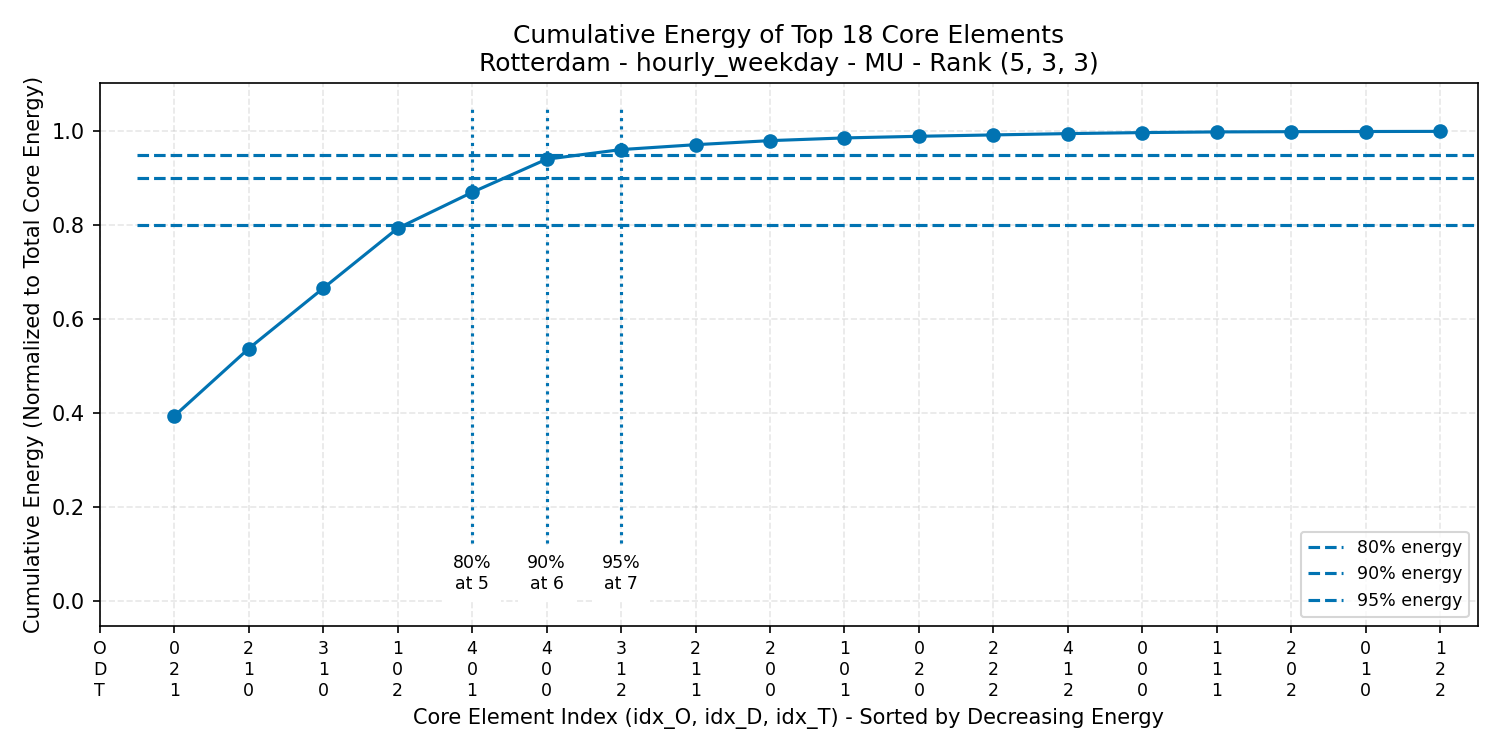 Cumulative Energy of Top 18 Core Elements
Rotterdam - hourly_weekday - MU - Rank (5, 3, 3)
Cumulative Energy (Normalized to Total Core Energy)
1.0
0.8
0.6
0.4
0.2
0.0
80% at 5
90% at 6
95% at 7
80% energy
90% energy
95% energy
O 0 2 3 1 4 4 3 2 2 1 0 2 4 0 1 2 0 1
D 2 1 1 0 0 0 1 1 0 0 2 2 1 0 1 0 1 2
T 1 0 0 2 1 0 2 1 0 1 0 2 2 0 1 2 0 2
Core Element Index (idx_O, idx_D, idx_T) - Sorted by Decreasing Energy